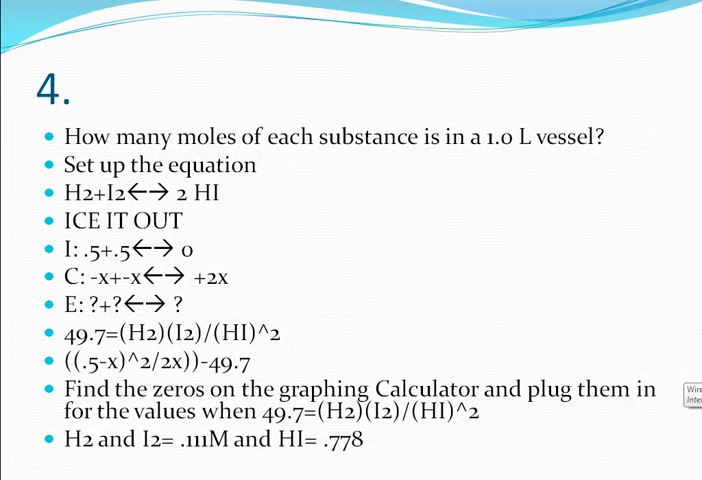 4.
How many moles of each substance is in a 1.0 L vessel?
Set up the equation
H2+I2←→ 2 HI
ICE IT OUT
I: .5+.5←→ 0
C: -x+-x←→ +2x
E: ?+?←→ ?
49.7=(H2)(I2)/(HI)^2
((.5-x)^2/2x))-49.7
Find the zeros on the graphing Calculator and plug them in
for the values when 49.7=(H2)(I2)/(HI)^2
H2 and I2= .111M and HI= .778